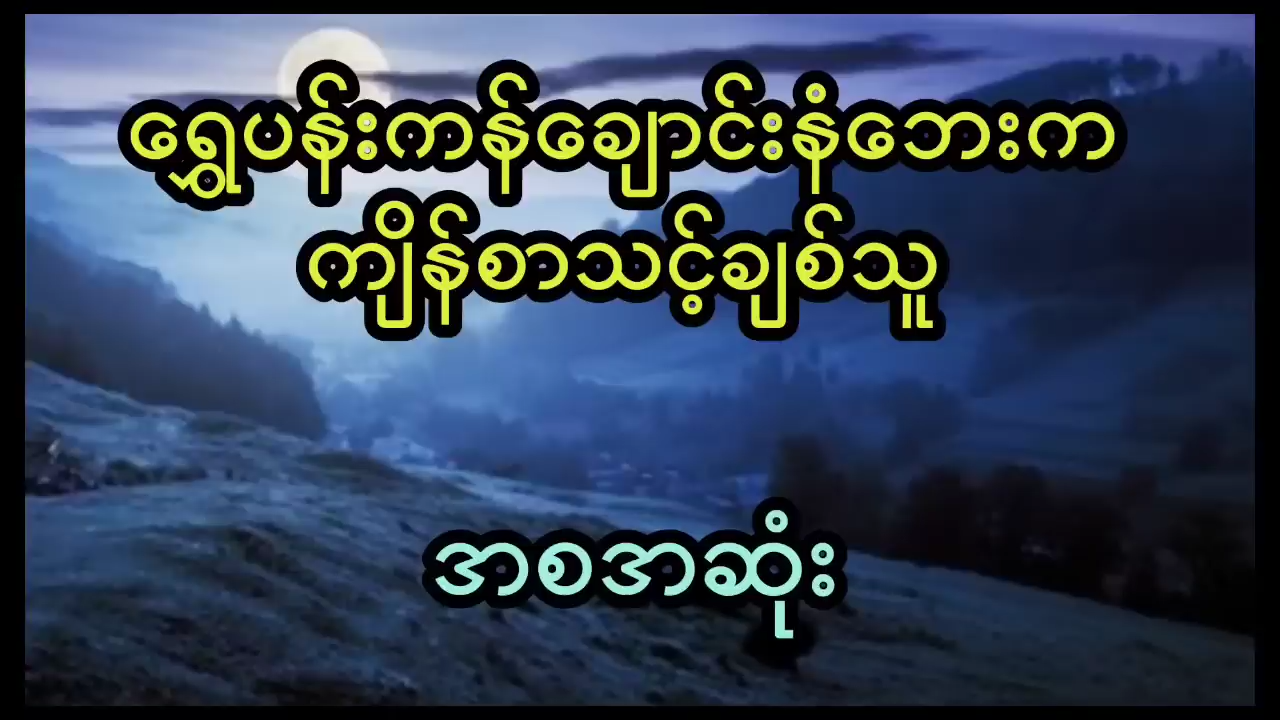 ရွှေပန်းကန်ချောင်းနံဘေးက
ကျိန်စာသင့်ချစ်သူ
အစအဆုံး